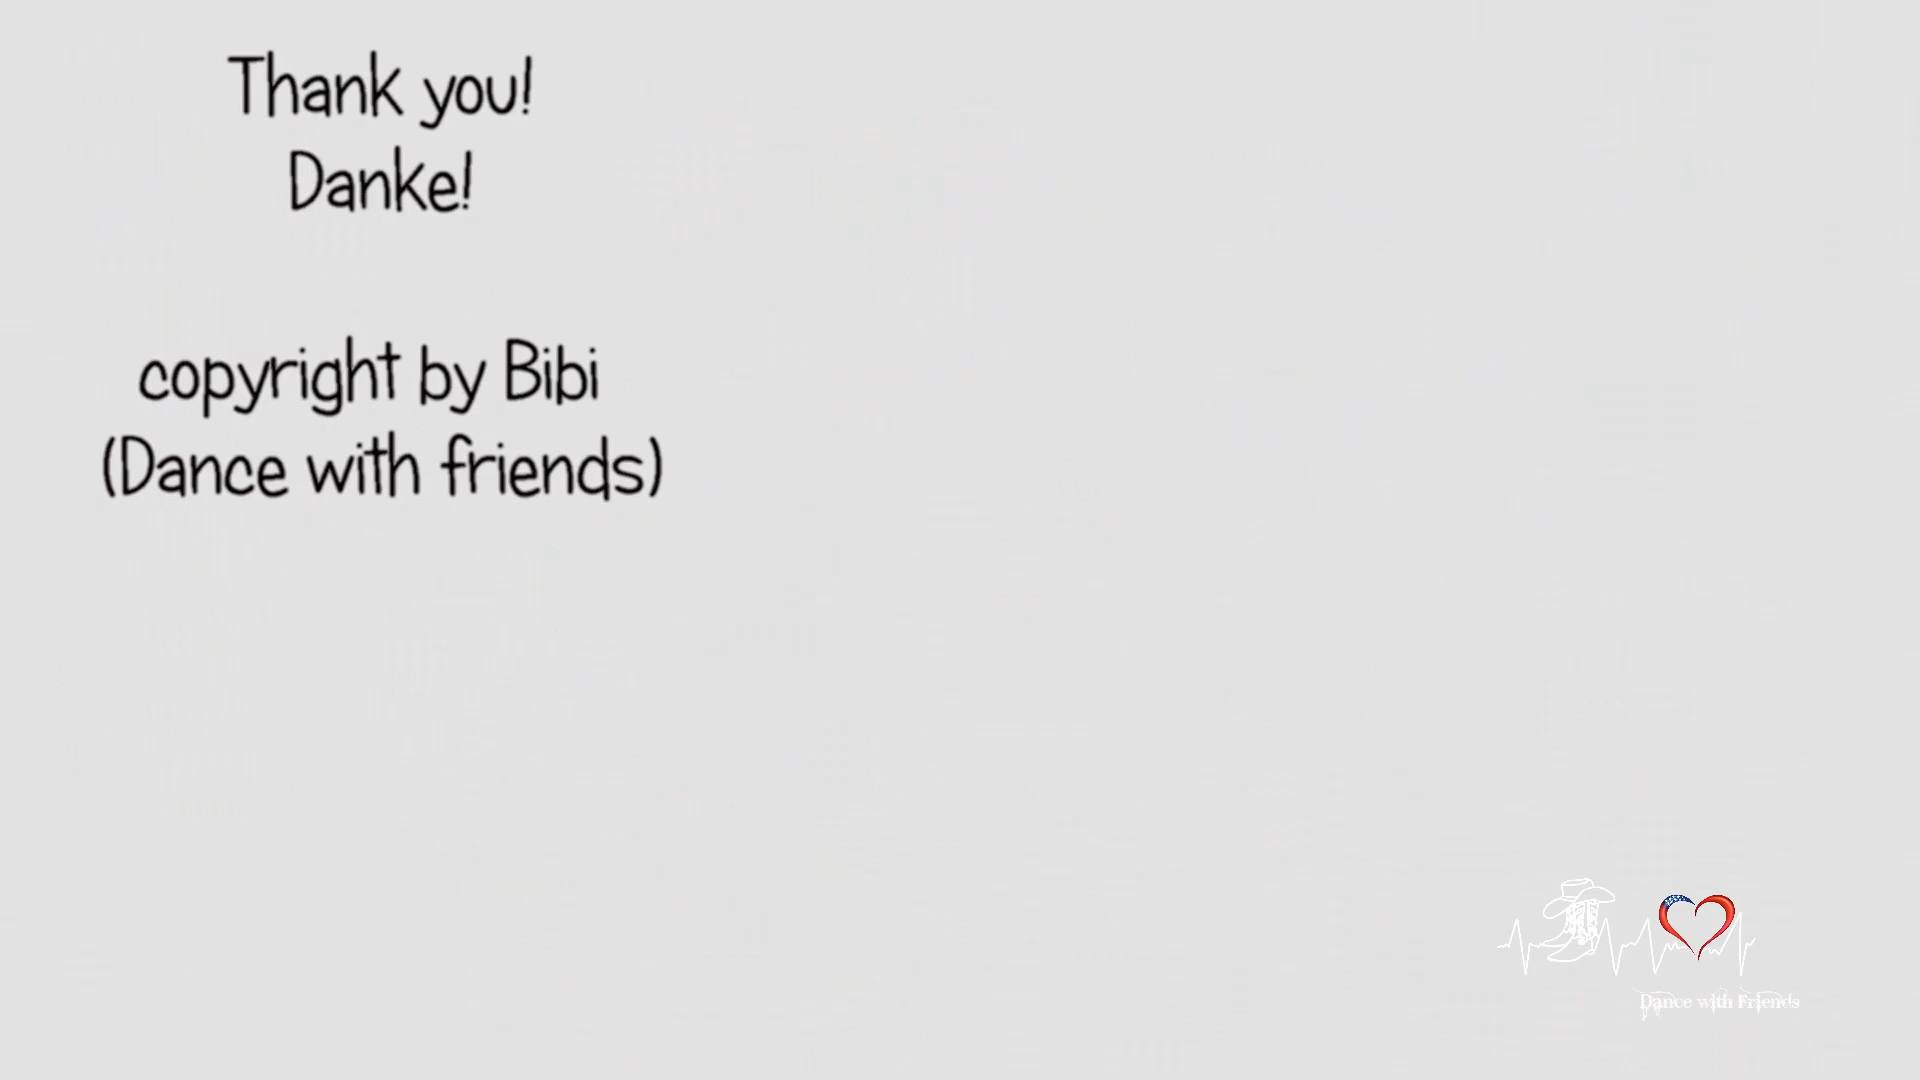 Thank you!
Danke!
copyright by Bibi
(Dance with friends)
Dance with Friends